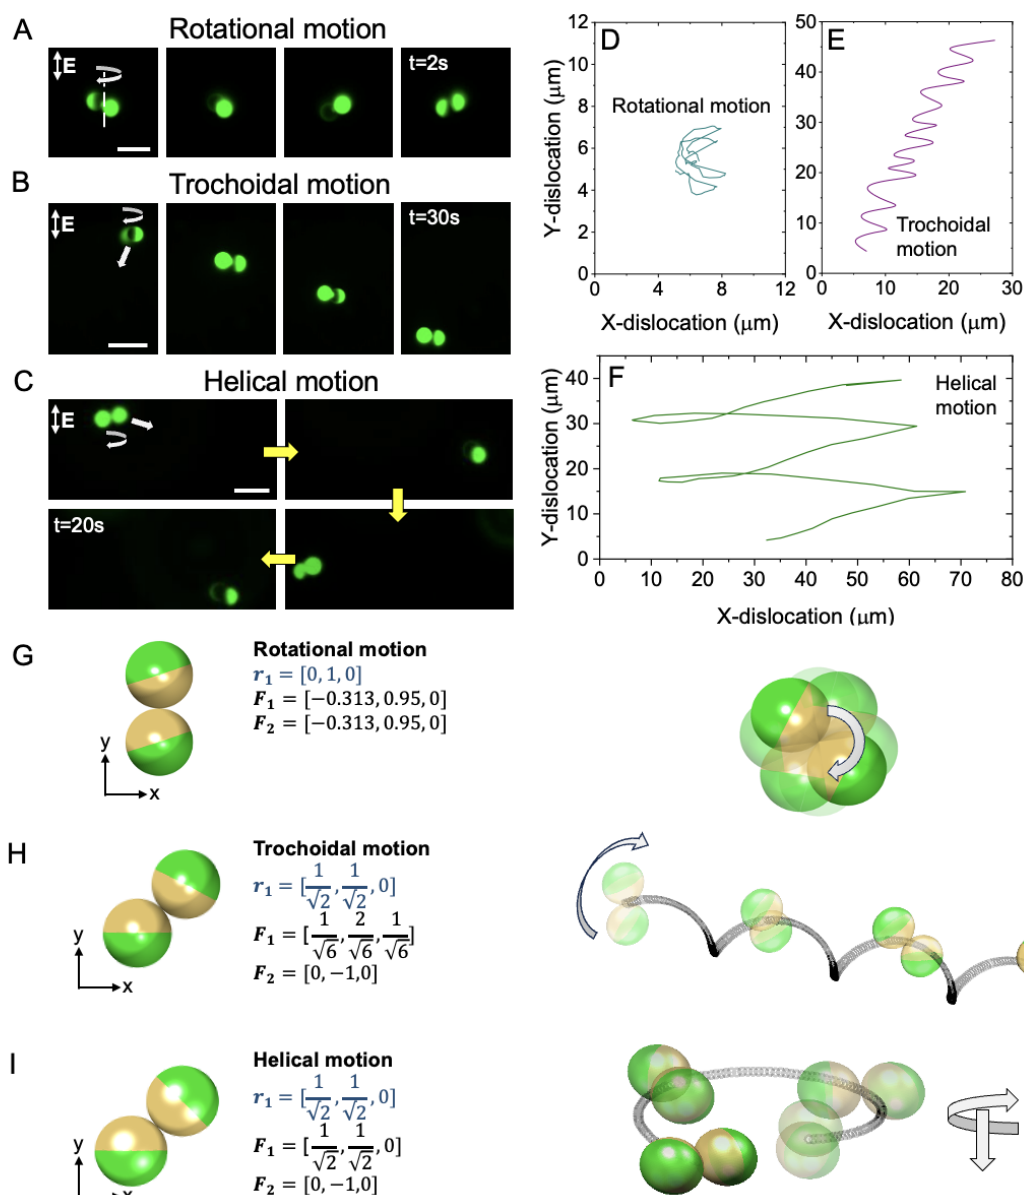 A
Rotational motion
E
t=2s
B
Trochoidal motion
E
t=30s
C
Helical motion
E
t=20s
D
Rotational motion
Y-dislocation (μm)
12
10
8
6
4
2
0
0 4 8 12
X-dislocation (μm)
E
Trochoidal
motion
50
40
30
20
10
0
0 10 20 30
X-dislocation (μm)
F
Helical
motion
Y-dislocation (μm)
40
30
20
10
0
0 10 20 30 40 50 60 70 80
X-dislocation (μm)
G
y
x
Rotational motion
r₁ = [0, 1, 0]
F₁ = [−0.313, 0.95, 0]
F₂ = [−0.313, 0.95, 0]
H
y
x
Trochoidal motion
r₁ = [1/√2, 1/√2, 0]
F₁ = [1/√6, 2/√6, 1/√6]
F₂ = [0, −1,0]
I
y
x
Helical motion
r₁ = [1/√2, 1/√2, 0]
F₁ = [1/√2, 1/√2, 0]
F₂ = [0, −1,0]